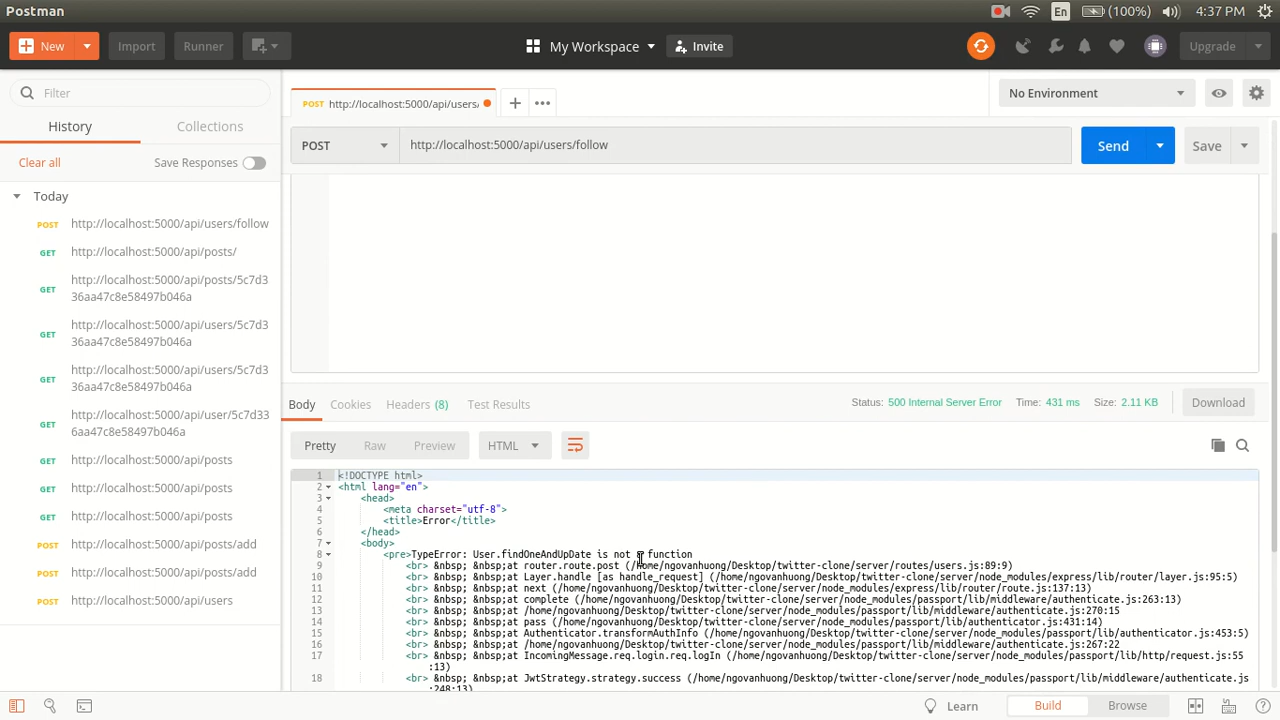 Postman
En
(100%)
4:37 PM
New
Import
Runner
My Workspace
Invite
Upgrade
Filter
History
Collections
Clear all
Save Responses
Today
POST http://localhost:5000/api/users/follow
GET http://localhost:5000/api/posts/
GET http://localhost:5000/api/posts/5c7d3
36aa47c8e58497b046a
GET http://localhost:5000/api/users/5c7d3
36aa47c8e58497b046a
GET http://localhost:5000/api/users/5c7d3
36aa47c8e58497b046a
GET http://localhost:5000/api/user/5c7d33
6aa47c8e58497b046a
GET http://localhost:5000/api/posts
GET http://localhost:5000/api/posts
GET http://localhost:5000/api/posts
POST http://localhost:5000/api/posts/add
POST http://localhost:5000/api/posts/add
POST http://localhost:5000/api/users
POST http://localhost:5000/api/users/
No Environment
POST
http://localhost:5000/api/users/follow
Send
Save
Body
Cookies
Headers (8)
Test Results
Status: 500 Internal Server Error
Time: 431 ms
Size: 2.11 KB
Download
Pretty
Raw
Preview
HTML
1 <!DOCTYPE html>
2 <html lang="en">
3 <head>
4 <meta charset="utf-8">
5 <title>Error</title>
6 </head>
7 <body>
8 <pre>TypeError: User.findOneAndUpDate is not a function
9 <br> &nbsp; &nbsp;at router.route.post (/home/ngovanhuong/Desktop/twitter-clone/server/routes/users.js:89:9)
10 <br> &nbsp; &nbsp;at Layer.handle [as handle_request] (/home/ngovanhuong/Desktop/twitter-clone/server/node_modules/express/lib/router/layer.js:95:5)
11 <br> &nbsp; &nbsp;at next (/home/ngovanhuong/Desktop/twitter-clone/server/node_modules/express/lib/router/route.js:137:13)
12 <br> &nbsp; &nbsp;at complete (/home/ngovanhuong/Desktop/twitter-clone/server/node_modules/passport/lib/middleware/authenticate.js:263:13)
13 <br> &nbsp; &nbsp;at /home/ngovanhuong/Desktop/twitter-clone/server/node_modules/passport/lib/middleware/authenticate.js:270:15
14 <br> &nbsp; &nbsp;at pass (/home/ngovanhuong/Desktop/twitter-clone/server/node_modules/passport/lib/authenticator.js:431:14)
15 <br> &nbsp; &nbsp;at Authenticator.transformAuthInfo (/home/ngovanhuong/Desktop/twitter-clone/server/node_modules/passport/lib/authenticator.js:453:5)
16 <br> &nbsp; &nbsp;at /home/ngovanhuong/Desktop/twitter-clone/server/node_modules/passport/lib/middleware/authenticate.js:267:22
17 <br> &nbsp; &nbsp;at IncomingMessage.req.login.req.logIn (/home/ngovanhuong/Desktop/twitter-clone/server/node_modules/passport/lib/http/request.js:55
:13)
18 <br> &nbsp; &nbsp;at JwtStrategy.strategy.success (/home/ngovanhuong/Desktop/twitter-clone/server/node_modules/passport/lib/middleware/authenticate.js
:248:13)
Learn
Build
Browse